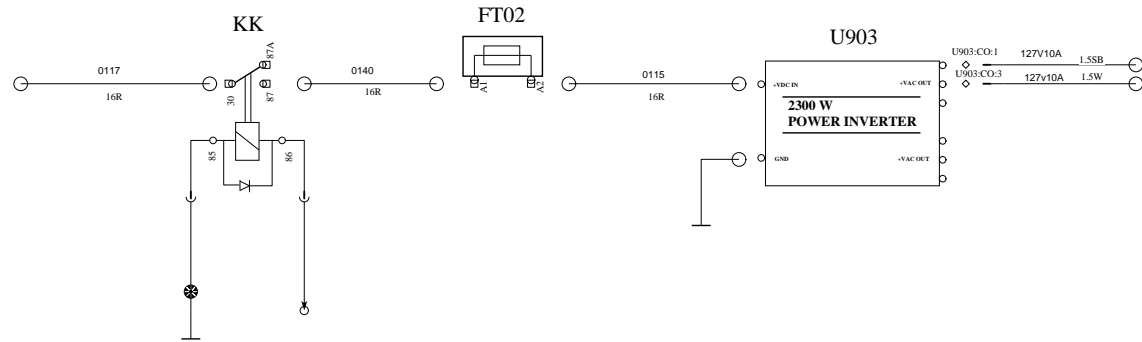 KK
FT02
U903
0117
16R
87A
30
87
85
86
0140
16R
A1
A2
0115
16R
+VDC IN
GND
2300 W
POWER INVERTER
+VAC OUT
+VAC OUT
U903:CO:1
127V10A
1.5SB
U903:CO:3
127v10A
1.5W